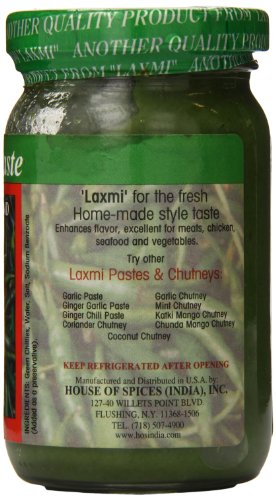 ANOTHER QUALITY PRODUCT FROM "LAX
"LAXMI" ANOTHER QUALITY
PRODUCT FROM "LAXMI" ANOTHER
ste
'Laxmi' for the fresh
Home-made style taste
Enhances flavor, excellent for meats, chicken,
seafood and vegetables.
Try other
Laxmi Pastes & Chutneys:
Garlic Paste Garlic Chutney
Ginger Garlic Paste Mint Chutney
Ginger Chili Paste Katki Mango Chutney
Coriander Chutney Chunda Mango Chutney
Coconut Chutney
KEEP REFRIGERATED AFTER OPENING
Manufactured and Distributed in U.S.A. by:
HOUSE OF SPICES (INDIA), INC.
127-40 WILLETS POINT BLVD.
FLUSHING, N.Y. 11368-1506
TEL. (718) 507-4900
www.hosindia.com
INGREDIENTS: Green Chillies, Water, Salt, Sodium Benzoate
(Added as a preservative).